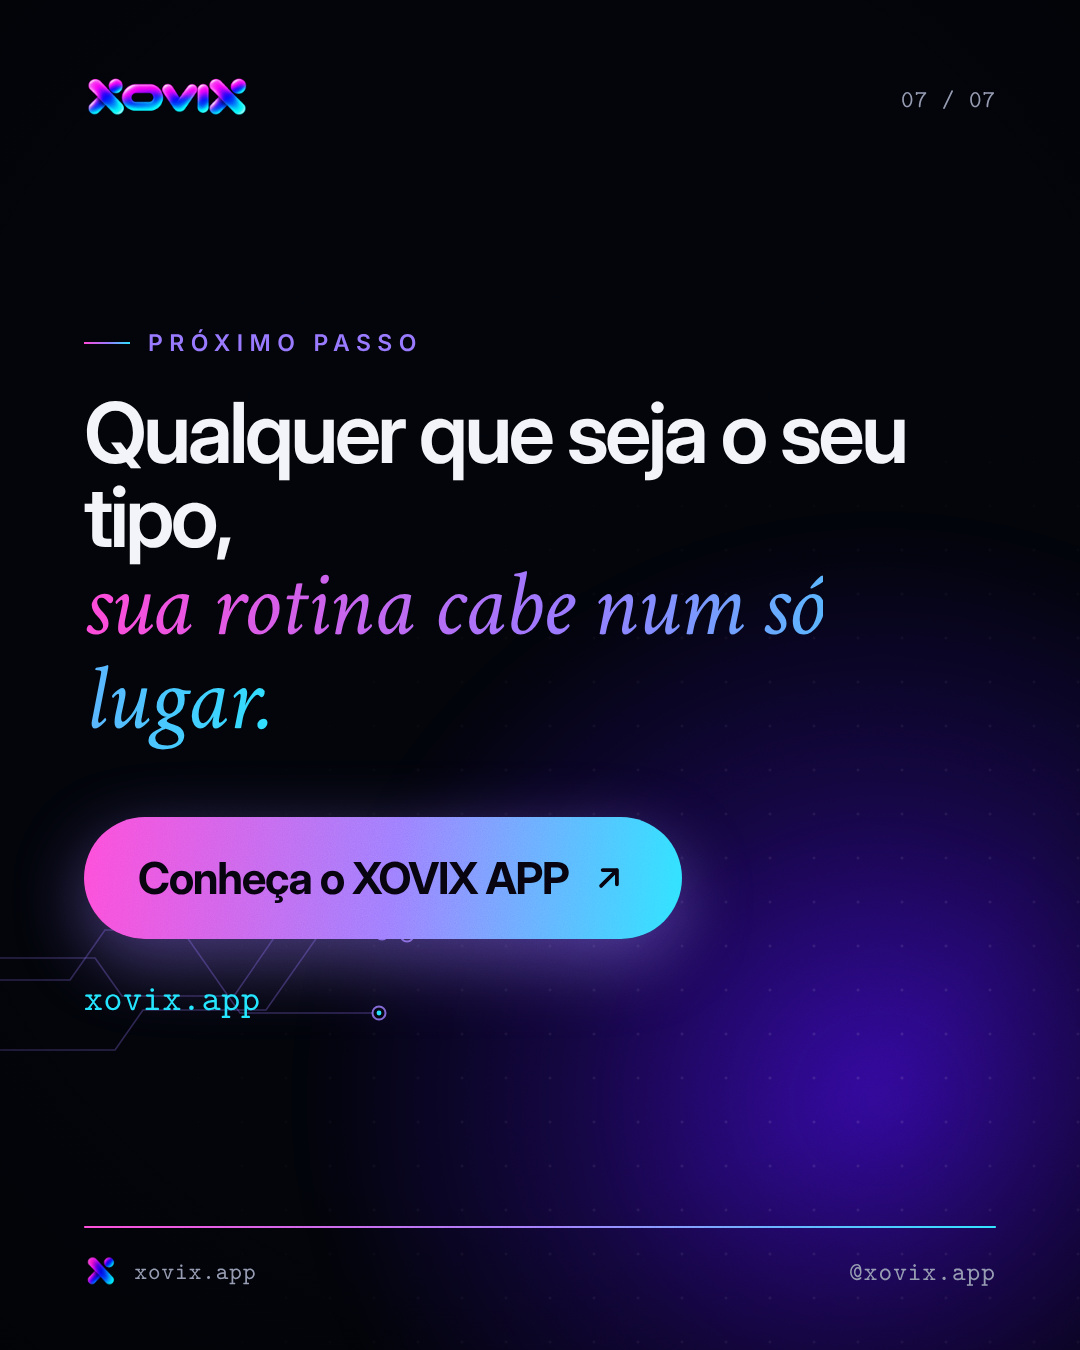 XOVIX
07 / 07
PRÓXIMO PASSO
Qualquer que seja o seu
tipo,
sua rotina cabe num só
lugar.
Conheça o XOVIX APP
xovix.app
xovix.app
@xovix.app